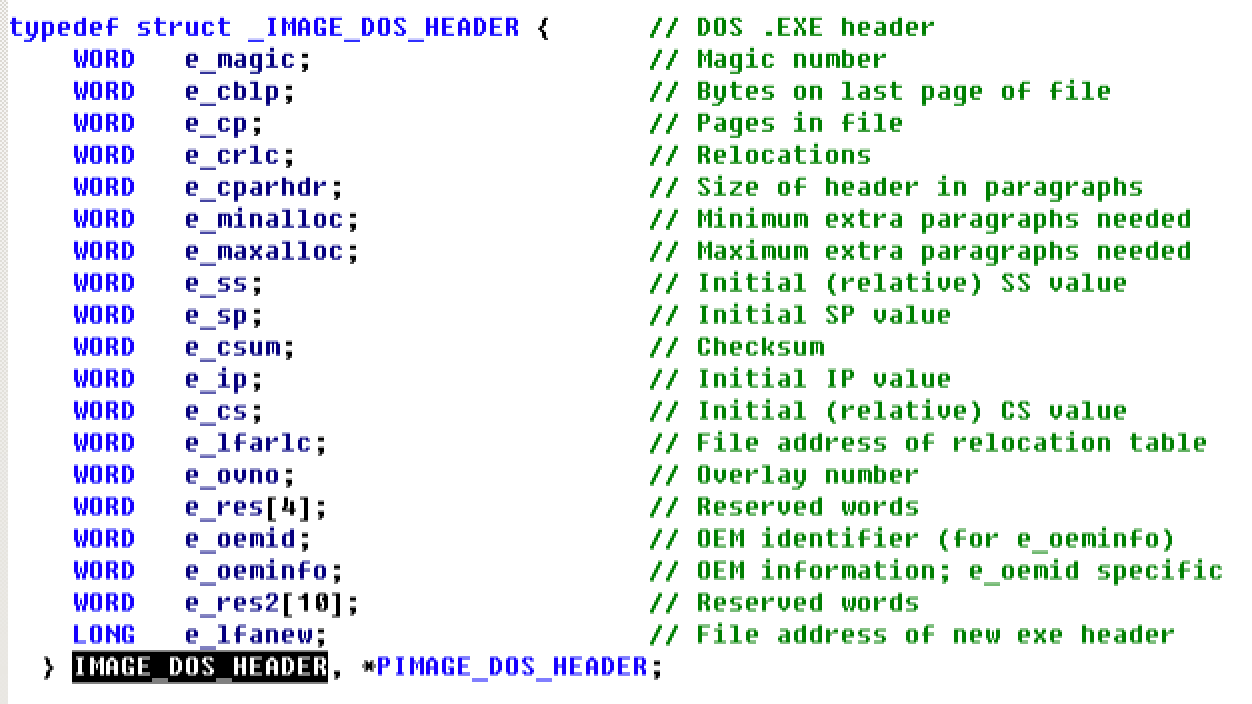 typedef struct _IMAGE_DOS_HEADER { // DOS .EXE header
WORD e_magic; // Magic number
WORD e_cblp; // Bytes on last page of file
WORD e_cp; // Pages in file
WORD e_crlc; // Relocations
WORD e_cparhdr; // Size of header in paragraphs
WORD e_minalloc; // Minimum extra paragraphs needed
WORD e_maxalloc; // Maximum extra paragraphs needed
WORD e_ss; // Initial (relative) SS value
WORD e_sp; // Initial SP value
WORD e_csum; // Checksum
WORD e_ip; // Initial IP value
WORD e_cs; // Initial (relative) CS value
WORD e_lfarlc; // File address of relocation table
WORD e_ovno; // Overlay number
WORD e_res[4]; // Reserved words
WORD e_oemid; // OEM identifier (for e_oeminfo)
WORD e_oeminfo; // OEM information; e_oemid specific
WORD e_res2[10]; // Reserved words
LONG e_lfanew; // File address of new exe header
} IMAGE_DOS_HEADER, *PIMAGE_DOS_HEADER;